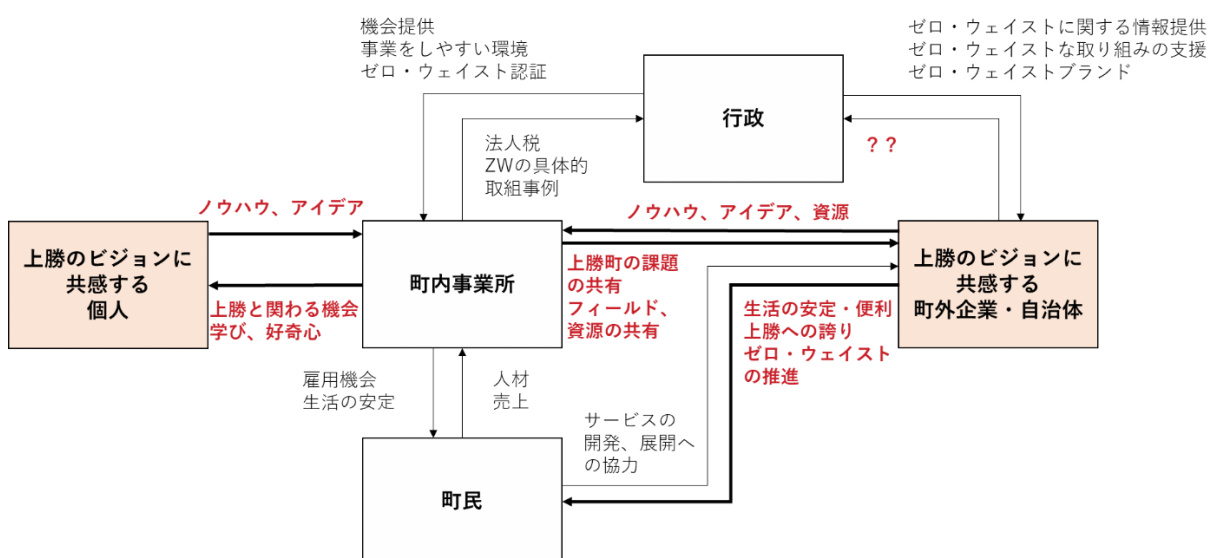 機会提供
事業をしやすい環境
ゼロ・ウェイスト認証
ゼロ・ウェイストに関する情報提供
ゼロ・ウェイストな取り組みの支援
ゼロ・ウェイストブランド
行政
法人税
ZWの具体的
取組事例
？？
ノウハウ、アイデア
ノウハウ、アイデア、資源
上勝のビジョンに
共感する
個人
町内事業所
上勝のビジョンに
共感する
町外企業・自治体
上勝と関わる機会
学び、好奇心
上勝町の課題
の共有
フィールド、
資源の共有
生活の安定・便利
上勝への誇り
ゼロ・ウェイスト
の推進
雇用機会
生活の安定
人材
売上
サービスの
開発、展開へ
の協力
町民